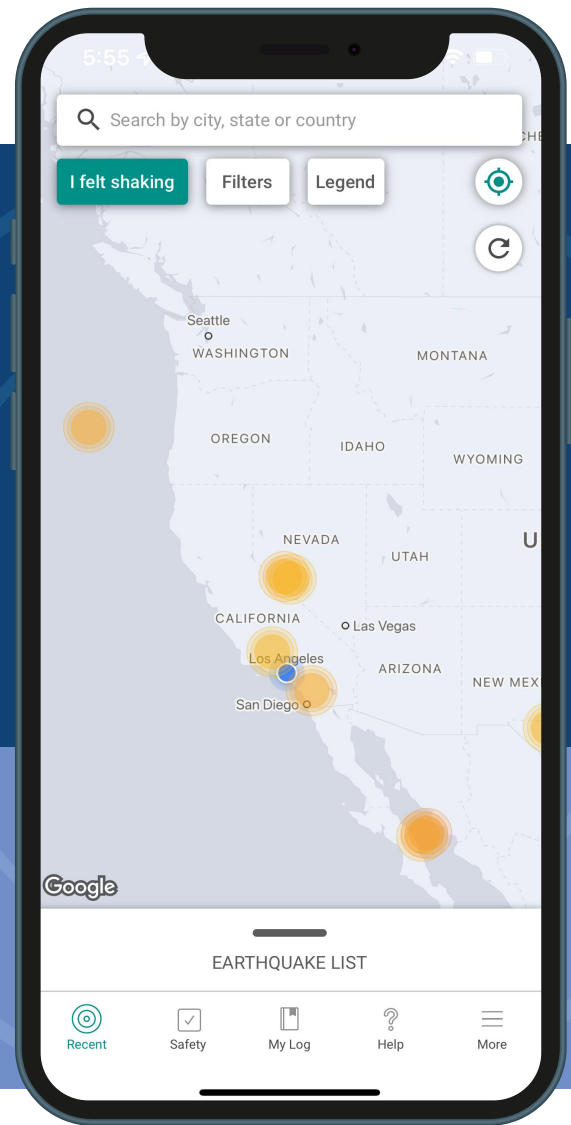 5:55
Search by city, state or country
CHE
I felt shaking
Filters
Legend
Seattle
WASHINGTON
MONTANA
OREGON
IDAHO
WYOMING
NEVADA
U
UTAH
CALIFORNIA
Las Vegas
Los Angeles
ARIZONA
NEW MEX
San Diego
Google
EARTHQUAKE LIST
Recent
Safety
My Log
Help
More